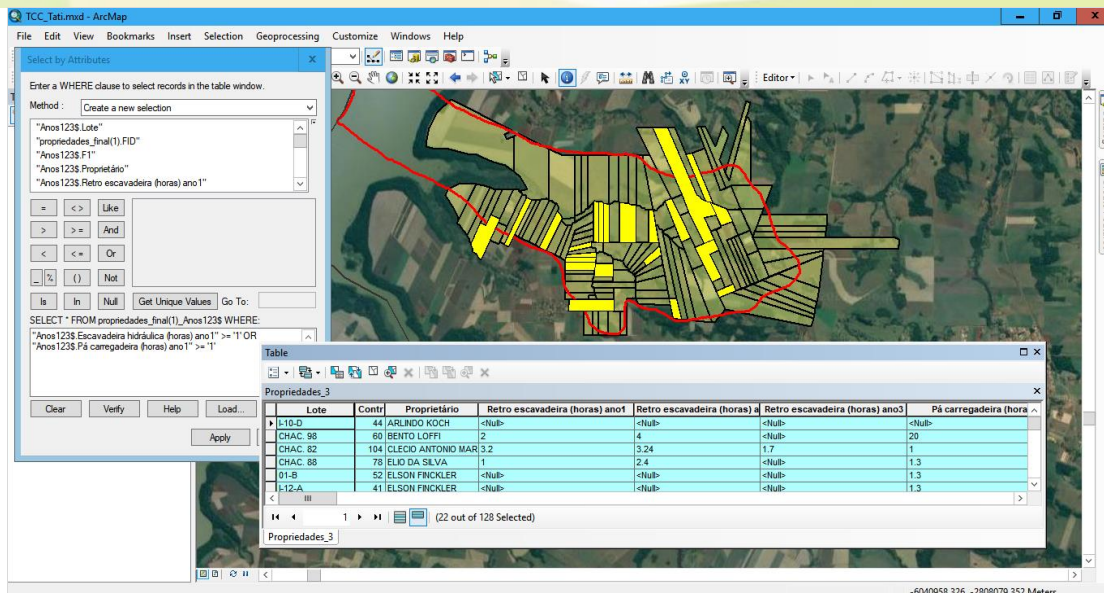 TCC_Tati.mxd - ArcMap
File Edit View Bookmarks Insert Selection Geoprocessing Customize Windows Help
Select by Attributes
Editor
Enter a WHERE clause to select records in the table window.
Method : Create a new selection
"Anos123$.Lote"
"propriedades_final(1).FID"
"Anos123$.F1"
"Anos123$.Proprietário"
"Anos123$.Retro escavadeira (horas) ano1"
= <> Like
> >= And
< <= Or
_ % () Not
Is In Null Get Unique Values Go To:
SELECT * FROM propriedades_final(1)_Anos123$ WHERE:
"Anos123$.Escavadeira hidráulica (horas) ano1" >= '1' OR
"Anos123$.Pá carregadeira (horas) ano1" >= '1'
Clear Verify Help Load...
Apply
Table
Propriedades_3
Lote Contr Proprietário Retro escavadeira (horas) ano1 Retro escavadeira (horas) a Retro escavadeira (horas) ano3 Pá carregadeira (hora
I-10-D 44 ARLINDO KOCH <Null> <Null> <Null> <Null>
CHAC. 98 60 BENTO LOFFI 2 4 <Null> 20
CHAC. 82 104 CLECIO ANTONIO MAR 3.2 3.24 1.7 1
CHAC. 88 78 ELIO DA SILVA 1 2.4 <Null> 1.3
01-B 52 ELSON FINCKLER <Null> <Null> <Null> 1.3
I-12-A 41 ELSON FINCKLER <Null> <Null> <Null> 1.3
1 (22 out of 128 Selected)
Propriedades_3
-6040958,326 -2808079,352 Meters